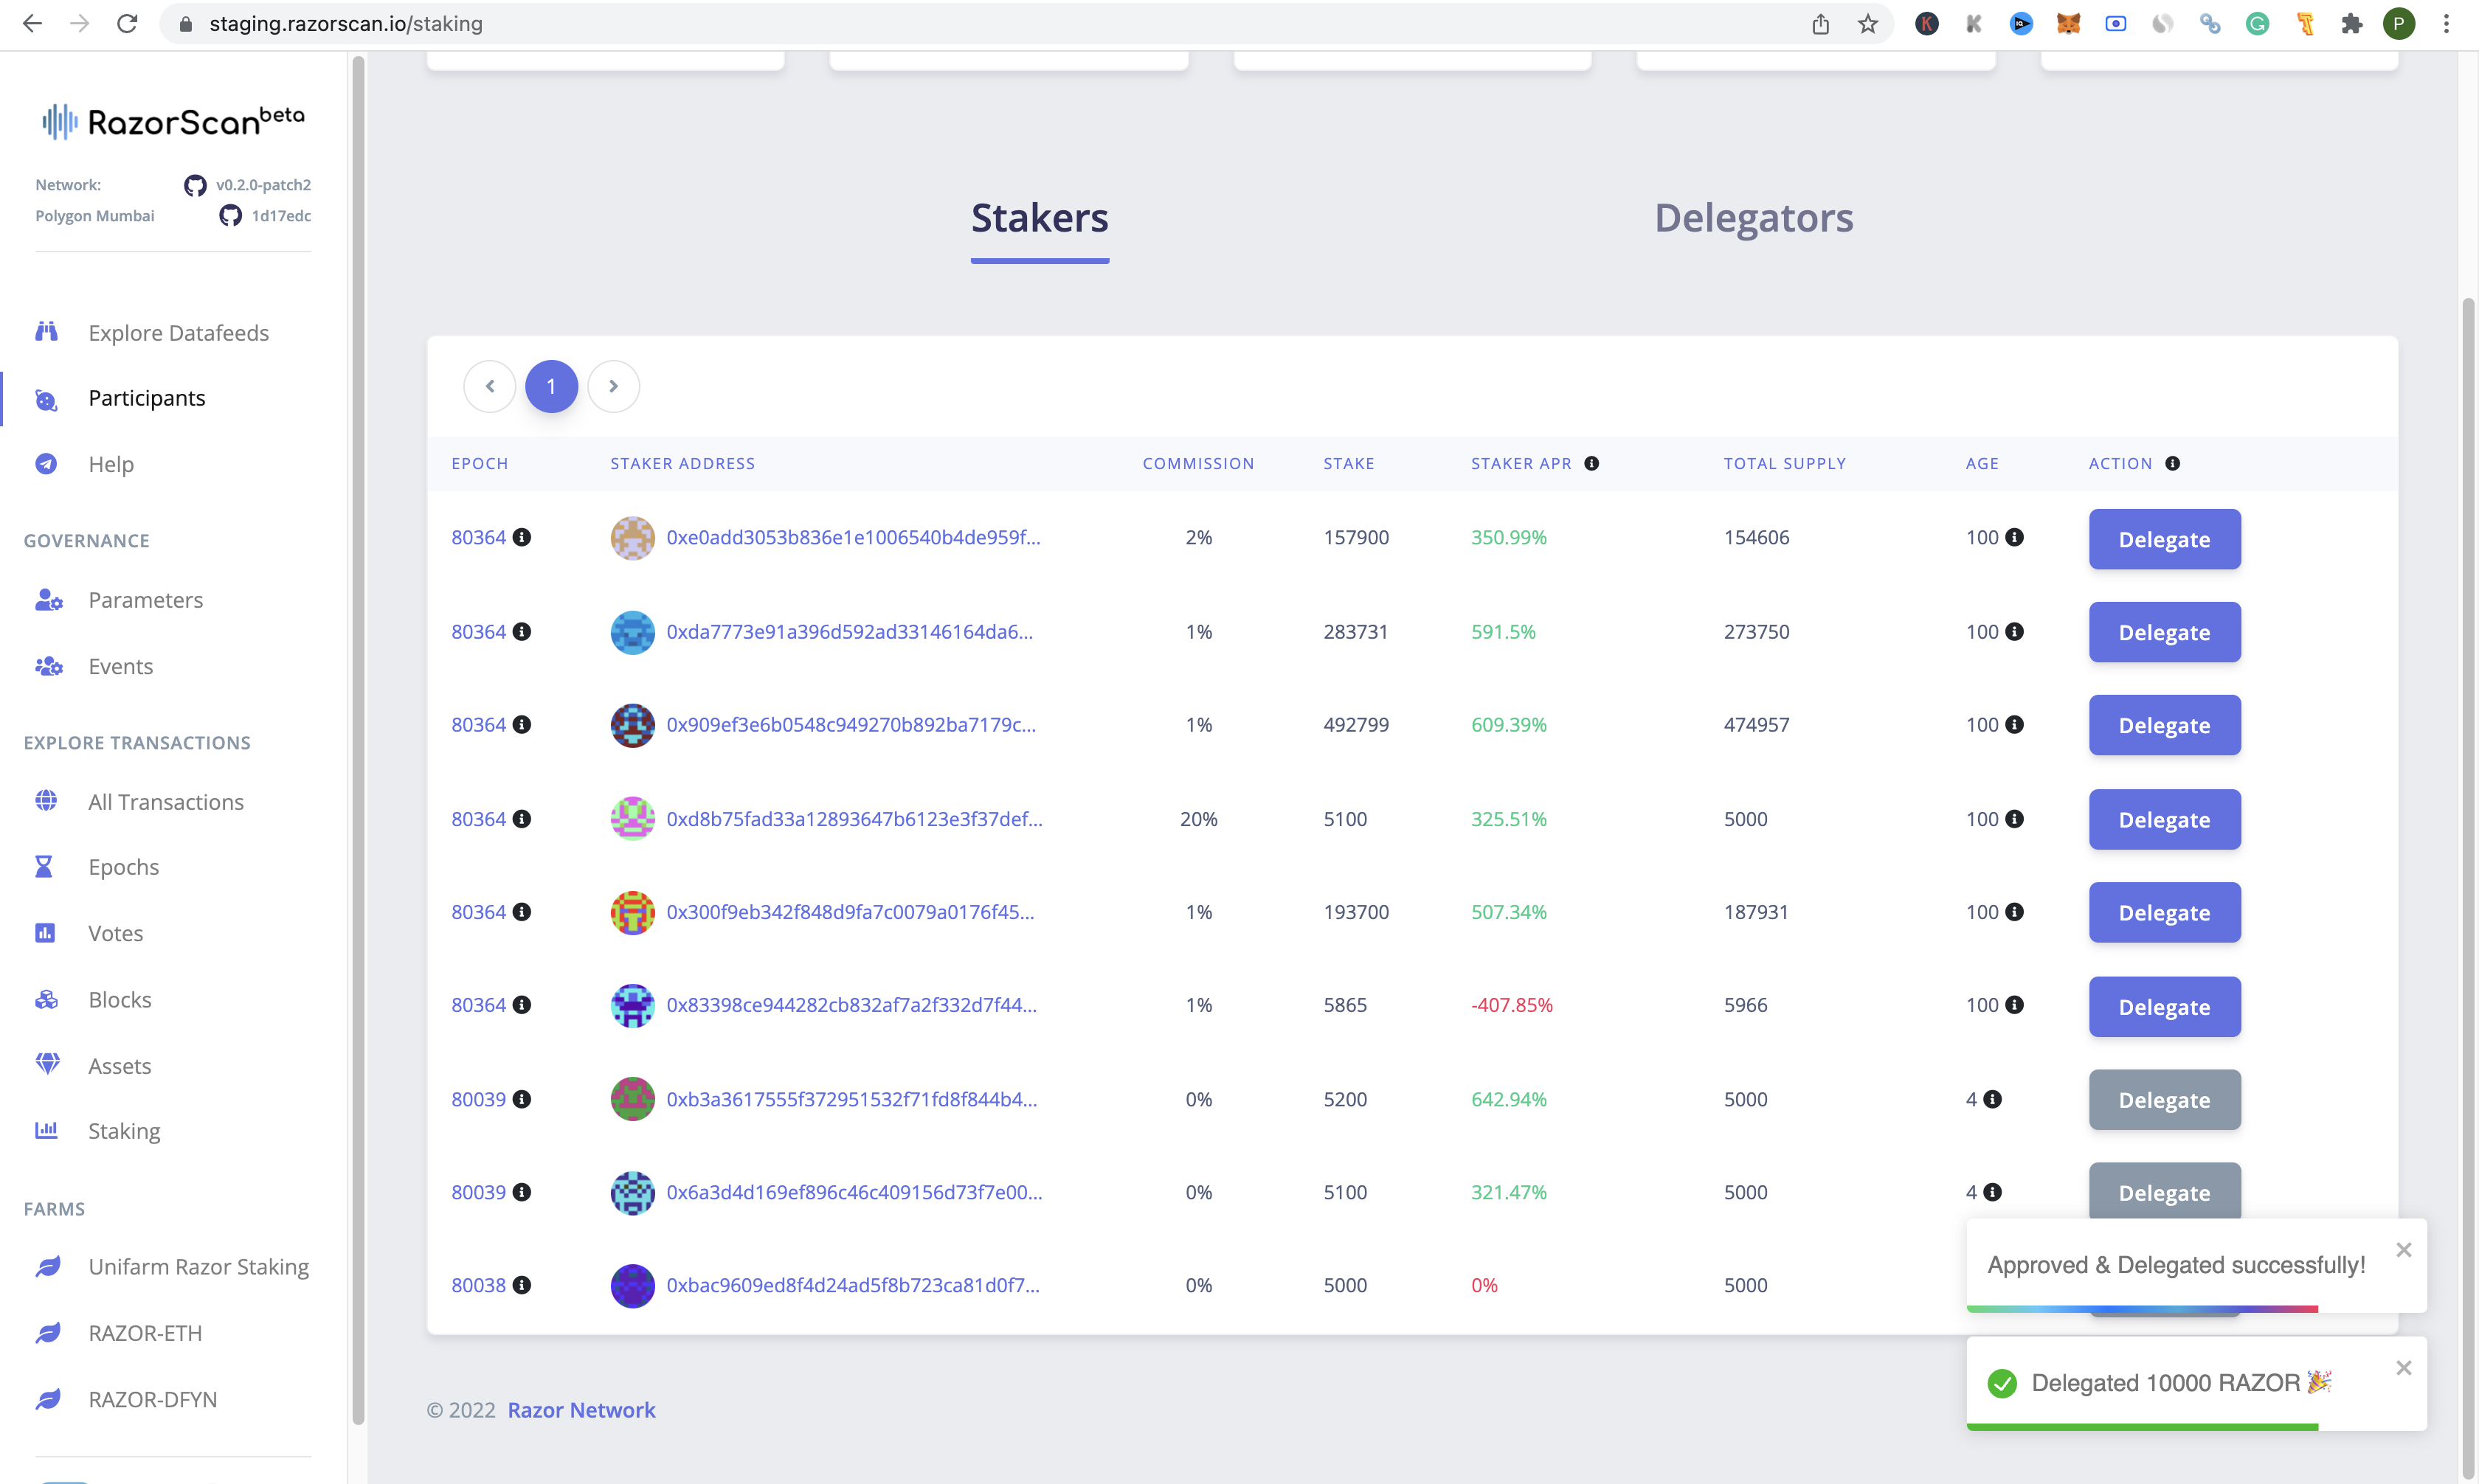 staging.razorscan.io/staking
P
RazorScan beta
Network:
v0.2.0-patch2
Polygon Mumbai
1d17edc
Explore Datafeeds
Participants
Help
GOVERNANCE
Parameters
Events
EXPLORE TRANSACTIONS
All Transactions
Epochs
Votes
Blocks
Assets
Staking
FARMS
Unifarm Razor Staking
RAZOR-ETH
RAZOR-DFYN
Stakers
Delegators
1
EPOCH STAKER ADDRESS COMMISSION STAKE STAKER APR TOTAL SUPPLY AGE ACTION
80364 0xe0add3053b836e1e1006540b4de959f... 2% 157900 350.99% 154606 100 Delegate
80364 0xda7773e91a396d592ad33146164da6... 1% 283731 591.5% 273750 100 Delegate
80364 0x909ef3e6b0548c949270b892ba7179c... 1% 492799 609.39% 474957 100 Delegate
80364 0xd8b75fad33a12893647b6123e3f37def... 20% 5100 325.51% 5000 100 Delegate
80364 0x300f9eb342f848d9fa7c0079a0176f45... 1% 193700 507.34% 187931 100 Delegate
80364 0x83398ce944282cb832af7a2f332d7f44... 1% 5865 -407.85% 5966 100 Delegate
80039 0xb3a3617555f372951532f71fd8f844b4... 0% 5200 642.94% 5000 4 Delegate
80039 0x6a3d4d169ef896c46c409156d73f7e00... 0% 5100 321.47% 5000 4 Delegate
80038 0xbac9609ed8f4d24ad5f8b723ca81d0f7... 0% 5000 0% 5000
Approved & Delegated successfully!
Delegated 10000 RAZOR 🎉
© 2022 Razor Network